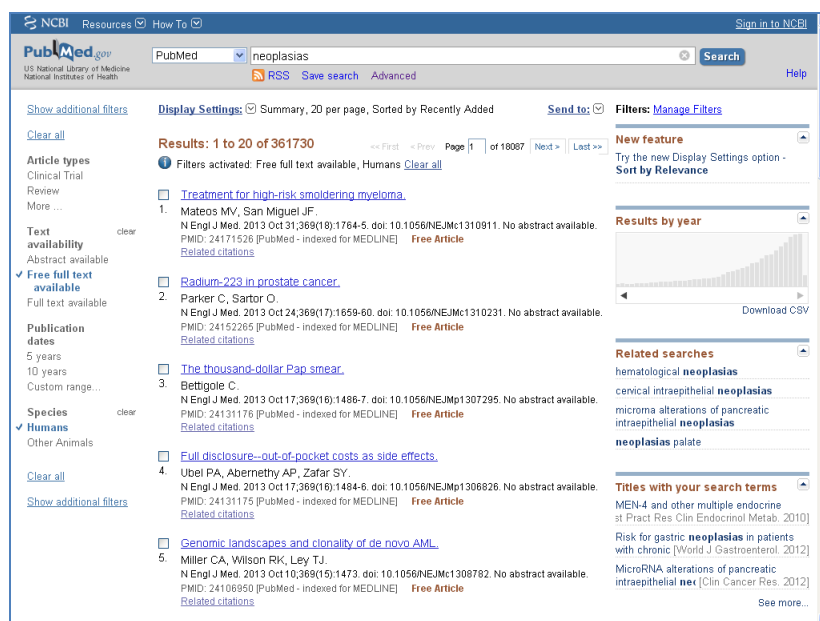 NCBI Resources How To Sign in to NCBI
PubMed.gov
US National Library of Medicine
National Institutes of Health
PubMed neoplasias Search
RSS Save search Advanced Help
Show additional filters
Clear all
Article types
Clinical Trial
Review
More ...
Text availability clear
Abstract available
Free full text available
Full text available
Publication dates
5 years
10 years
Custom range...
Species clear
Humans
Other Animals
Clear all
Show additional filters
Display Settings: Summary, 20 per page, Sorted by Recently Added Send to:
Results: 1 to 20 of 361730 << First < Prev Page 1 of 18087 Next > Last >>
Filters activated: Free full text available, Humans Clear all
Treatment for high-risk smoldering myeloma.
1. Mateos MV, San Miguel JF.
N Engl J Med. 2013 Oct 31;369(18):1764-5. doi: 10.1056/NEJMc1310911. No abstract available.
PMID: 24171526 [PubMed - indexed for MEDLINE] Free Article
Related citations
Radium-223 in prostate cancer.
2. Parker C, Sartor O.
N Engl J Med. 2013 Oct 24;369(17):1659-60. doi: 10.1056/NEJMc1310231. No abstract available.
PMID: 24152265 [PubMed - indexed for MEDLINE] Free Article
Related citations
The thousand-dollar Pap smear.
3. Bettigole C.
N Engl J Med. 2013 Oct 17;369(16):1486-7. doi: 10.1056/NEJMp1307295. No abstract available.
PMID: 24131176 [PubMed - indexed for MEDLINE] Free Article
Related citations
Full disclosure--out-of-pocket costs as side effects.
4. Ubel PA, Abernethy AP, Zafar SY.
N Engl J Med. 2013 Oct 17;369(16):1484-6. doi: 10.1056/NEJMp1306826. No abstract available.
PMID: 24131175 [PubMed - indexed for MEDLINE] Free Article
Related citations
Genomic landscapes and clonality of de novo AML.
5. Miller CA, Wilson RK, Ley TJ.
N Engl J Med. 2013 Oct 10;369(15):1473. doi: 10.1056/NEJMc1308782. No abstract available.
PMID: 24106950 [PubMed - indexed for MEDLINE] Free Article
Related citations
Filters: Manage Filters
New feature
Try the new Display Settings option -
Sort by Relevance
Results by year
Download CSV
Related searches
hematological neoplasias
cervical intraepithelial neoplasias
microrna alterations of pancreatic
intraepithelial neoplasias
neoplasias palate
Titles with your search terms
MEN-4 and other multiple endocrine
st Pract Res Clin Endocrinol Metab. 2010]
Risk for gastric neoplasias in patients
with chronic [World J Gastroenterol. 2012]
MicroRNA alterations of pancreatic
intraepithelial nec [Clin Cancer Res. 2012]
See more...